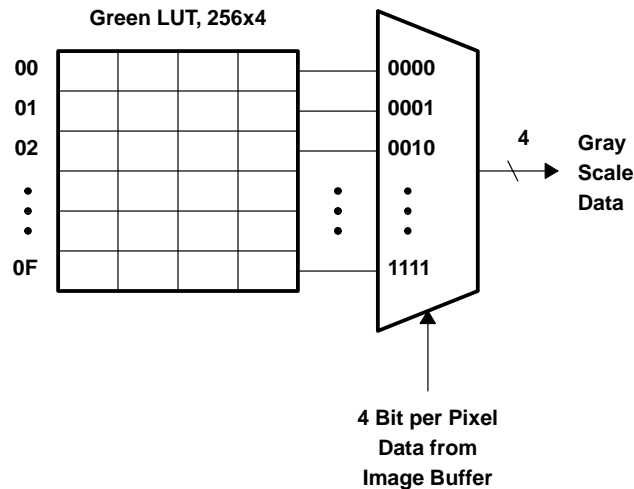 Green LUT, 256x4
00
0000
01
0001
02
0010
4
Gray
Scale
Data
0F
1111
4 Bit per Pixel
Data from
Image Buffer